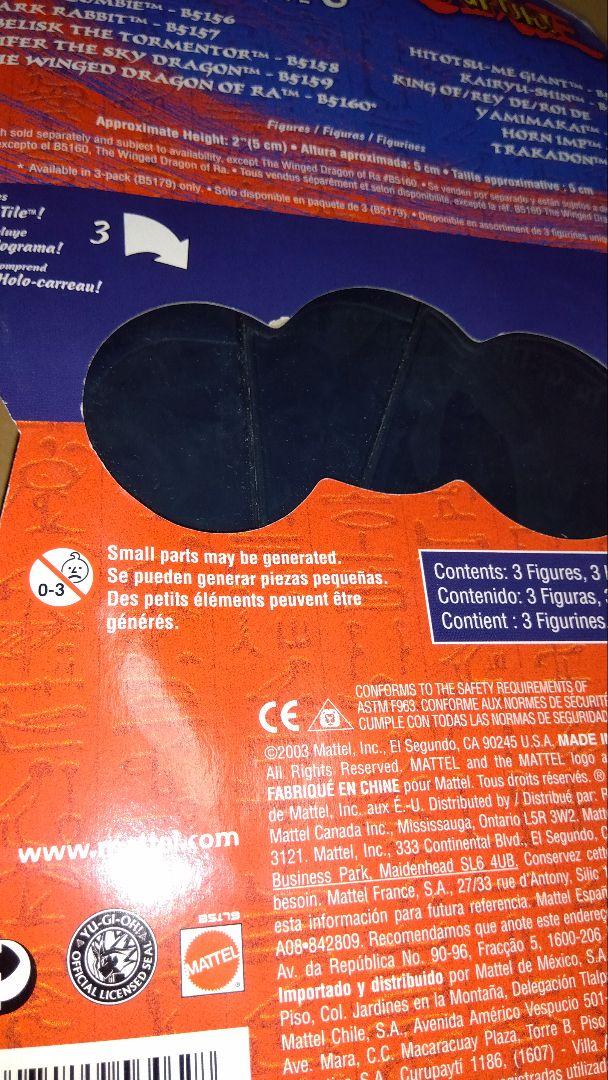 ZOMBIE™ - B5156
ARK RABBIT™ - B5157
ELISK THE TORMENTOR™ - B5158
IFER THE SKY DRAGON™ - B5159
E WINGED DRAGON OF RA™ - B5160*
HITOTSU-ME GIANT™ - B
KAIRYU-SHIN™ - B
KING OF/REY DE/ROI DE
YAMIMAKAI™
HORN IMP™
TRAKADON™
Figures / Figuras / Figurines
Approximate Height: 2" (5 cm) • Altura aproximada: 5 cm • Taille approximative : 5 cm
h sold separately and subject to availability, except The Winged Dragon of Ra #B5160. • Se venden por separado y están sujetos a
excepto el B5160, The Winged Dragon of Ra. • Tous vendus séparément et selon disponibilité, excepté la réf. B5160 The Winged Dra
* Available in 3-pack (B5179) only. • Sólo disponible en paquete de 3 (B5179). • Disponible en assortiment de 3 figurines uniq
Tile™!
cluye
ograma!
omprend
Holo-carreau!
3
0-3
Small parts may be generated.
Se pueden generar piezas pequeñas.
Des petits éléments peuvent être
générés.
Contents: 3 Figures, 3
Contenido: 3 Figuras, 3
Contient : 3 Figurines
CE
CONFORMS TO THE SAFETY REQUIREMENTS OF
ASTM F963. CONFORME AUX NORMES DE SÉCURITÉ
CUMPLE CON TODAS LAS NORMAS DE SEGURIDAD
©2003 Mattel, Inc., El Segundo, CA 90245 U.S.A. MADE IN
All Rights Reserved. MATTEL and the MATTEL logo a
FABRIQUÉ EN CHINE pour Mattel. Tous droits réservés. ®
de Mattel, Inc. aux É.-U. Distributed by / Distribué par:
Mattel Canada Inc., Mississauga, Ontario L5R 3W2. Matt
3121. Mattel, Inc., 333 Continental Blvd., El Segundo, C
Business Park, Maidenhead SL6 4UB. Conservez cett
besoin. Mattel France, S.A., 27/33 rue d'Antony, Silic 1
esta información para futura referencia. Mattel Españ
A08•842809. Recomendamos que anote este endereç
Av. da República No. 90-96, Fracção 5, 1600-206
Importado y distribuido por Mattel de México, S.A
Piso, Col. Jardines en la Montaña, Delegación Tlalp
Mattel Chile, S.A., Avenida Américo Vespucio 501
Ave. Mara, C.C. Macaracuay Plaza, Torre B, Piso
S.A., Curupaytí 1186, (1607) - Villa A
www.mattel.com
YU-GI-OH!
OFFICIAL LICENSED SEAL
MATTEL